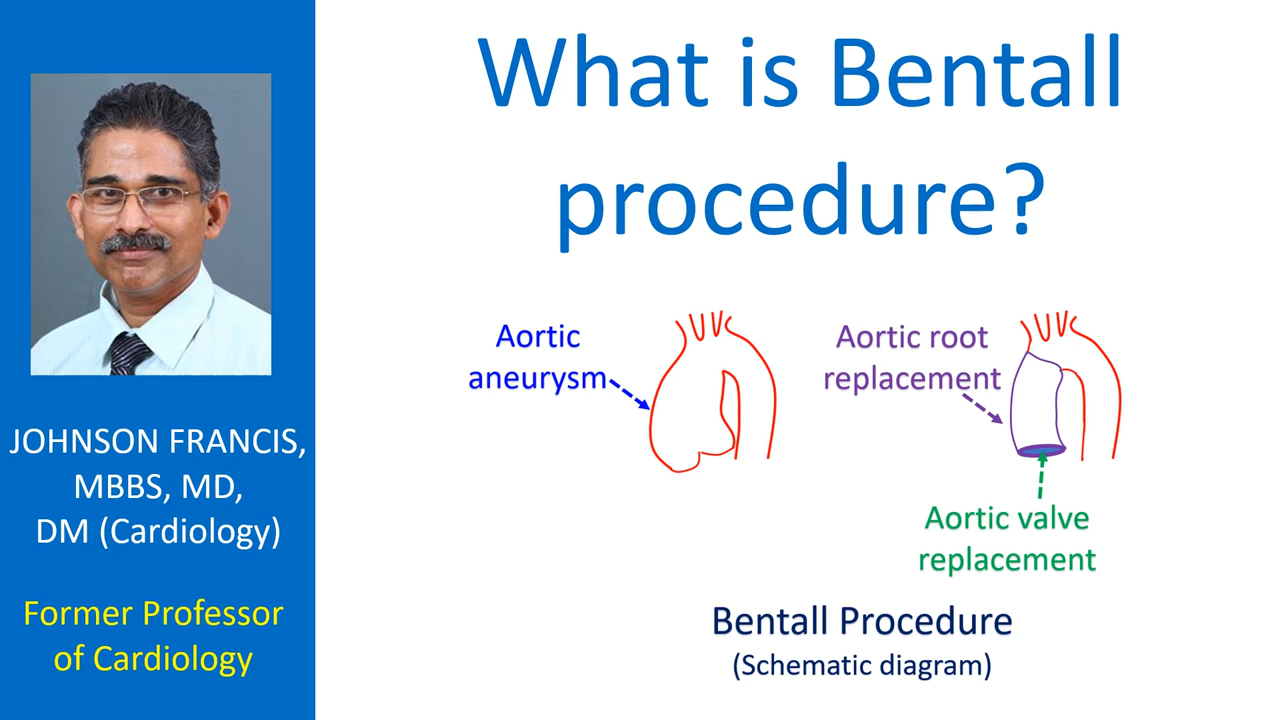 What is Bentall
procedure?
JOHNSON FRANCIS,
MBBS, MD,
DM (Cardiology)
Former Professor
of Cardiology
Aortic
aneurysm
Aortic root
replacement
Aortic valve
replacement
Bentall Procedure
(Schematic diagram)